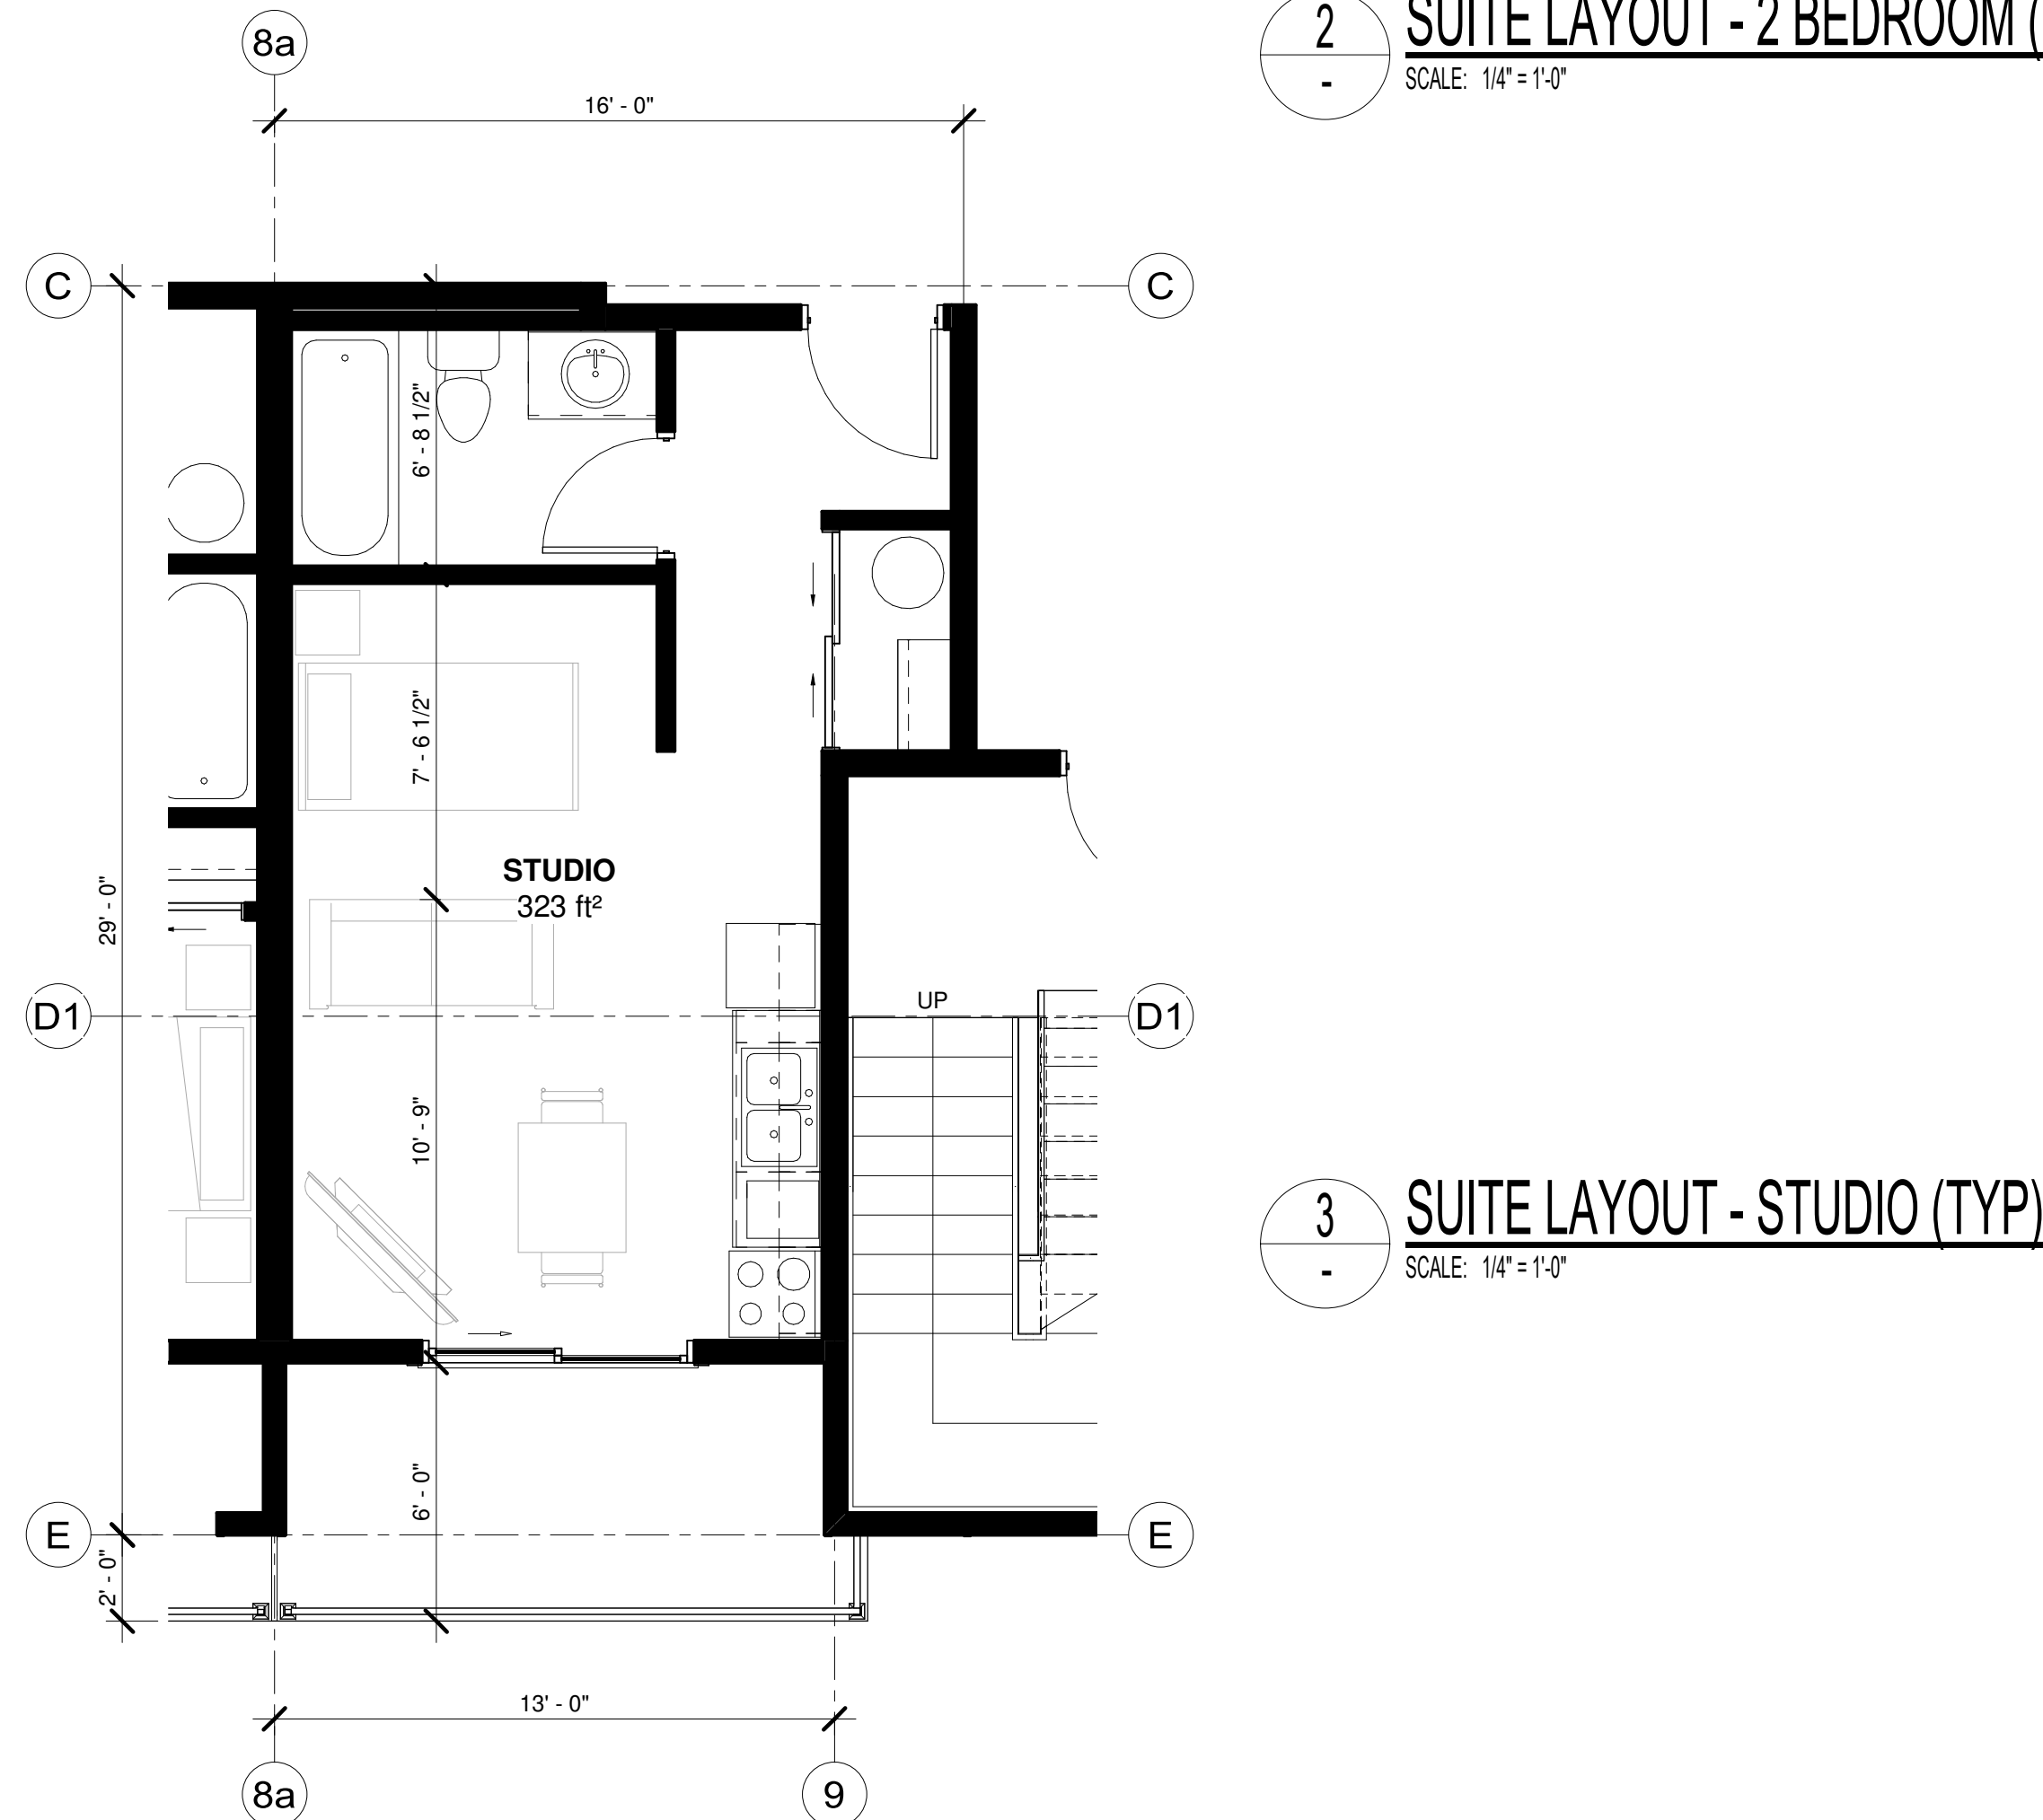 8a
2
-
SUITE LAYOUT - 2 BEDROOM (
SCALE: 1/4" = 1'-0"
16' - 0"
C
C
6' - 8 1/2"
7' - 6 1/2"
STUDIO
323 ft²
29' - 0"
D1
UP
D1
10' - 9"
3
-
SUITE LAYOUT - STUDIO (TYP)
SCALE: 1/4" = 1'-0"
6' - 0"
E
E
2' - 0"
13' - 0"
8a
9